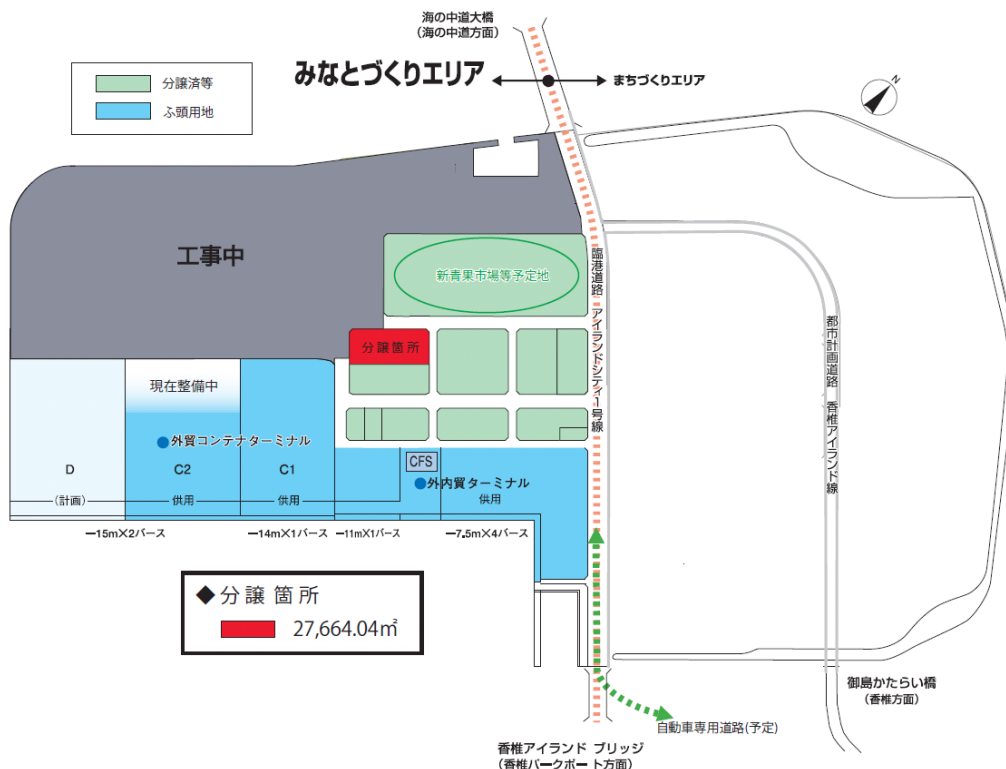 海の中道大橋
(海の中道方面)
みなとづくりエリア
まちづくりエリア
N
分譲済等
ふ頭用地
工事中
新青果市場等予定地
臨港道路 アイランドシティ1号線
都市計画道路 香椎アイランド線
分譲箇所
現在整備中
外貿コンテナターミナル
CFS
D
C2
C1
外内貿ターミナル
(計画)
供用
供用
供用
−15m×2バース
−14m×1バース
−11m×1バース
−7.5m×4バース
◆分譲箇所
27,664.04㎡
御島かたらい橋
(香椎方面)
自動車専用道路(予定)
香椎アイランド ブリッジ
(香椎パークポート方面)